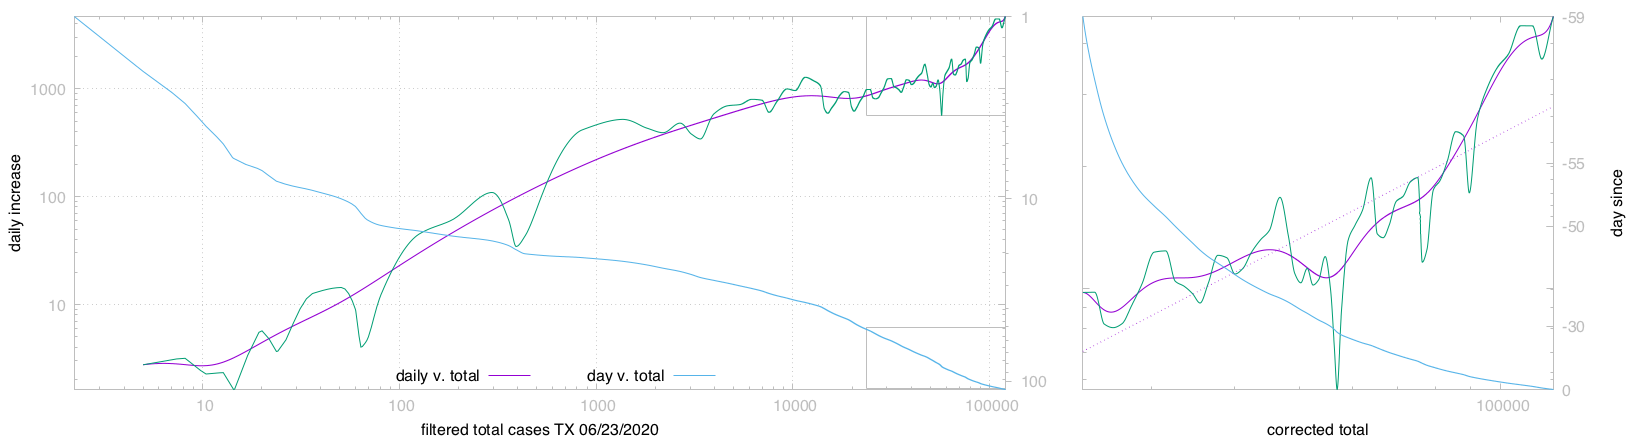 daily increase
1000
100
10
10
100
1000
10000
100000
1
10
100
daily v. total
day v. total
filtered total cases TX 06/23/2020
-59
-55
-50
-30
0
day since
100000
corrected total